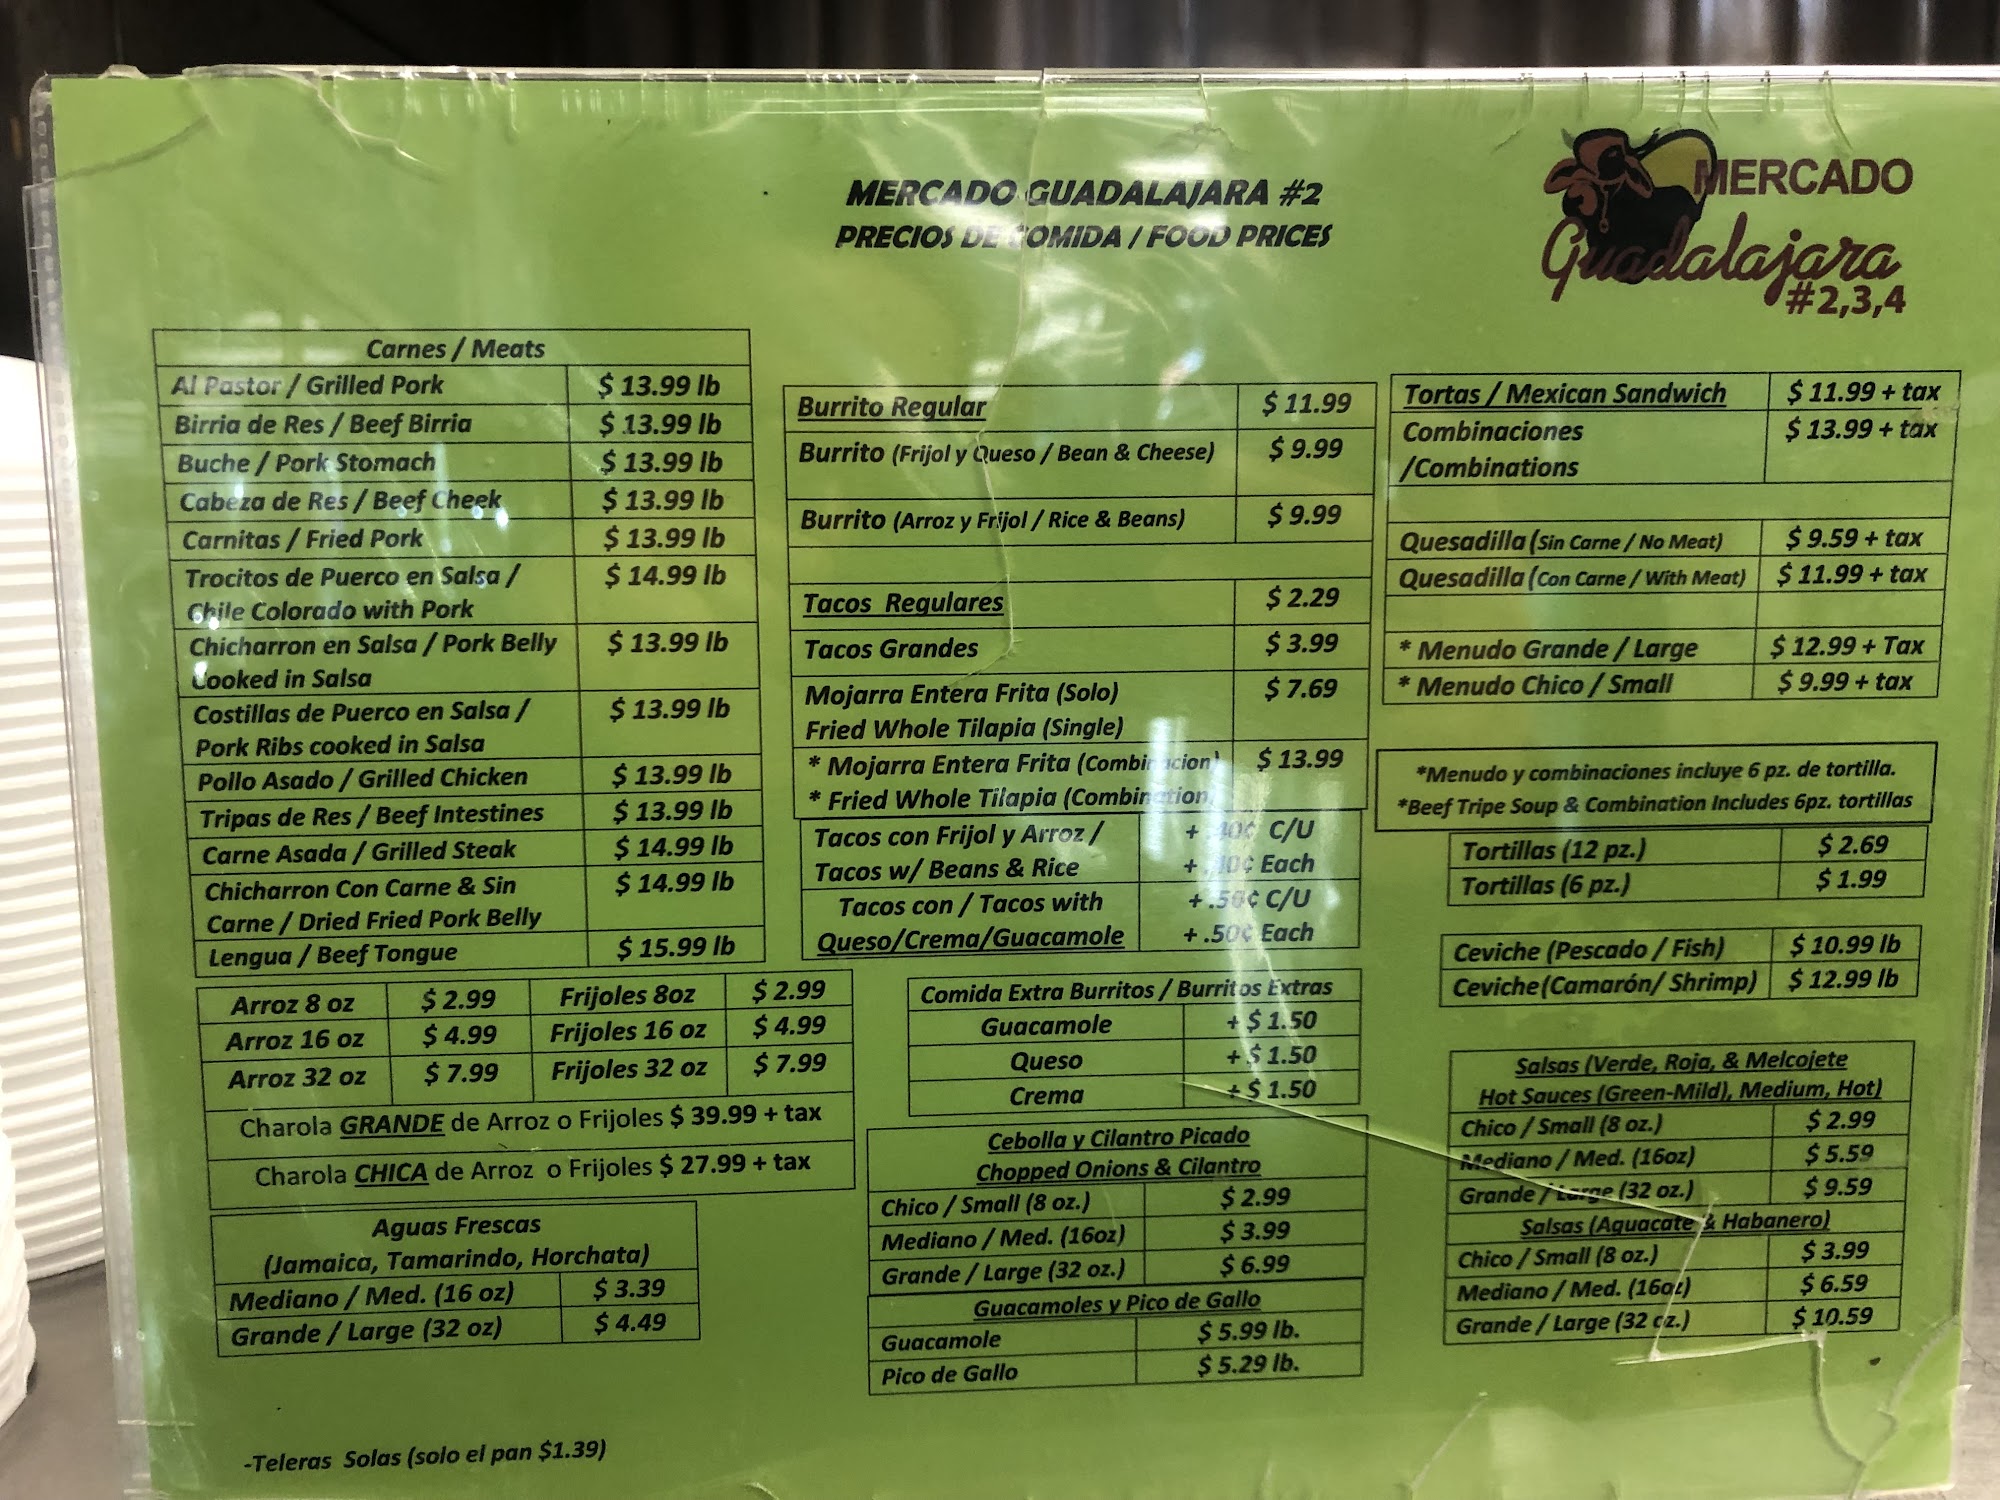 MERCADO GUADALAJARA #2
PRECIOS DE COMIDA / FOOD PRICES
MERCADO
Guadalajara
#2,3,4
Carnes / Meats
Al Pastor / Grilled Pork $ 13.99 lb
Birria de Res / Beef Birria $ 13.99 lb
Buche / Pork Stomach $ 13.99 lb
Cabeza de Res / Beef Cheek $ 13.99 lb
Carnitas / Fried Pork $ 13.99 lb
Trocitos de Puerco en Salsa / $ 14.99 lb
Chile Colorado with Pork
Chicharron en Salsa / Pork Belly $ 13.99 lb
Cooked in Salsa
Costillas de Puerco en Salsa / $ 13.99 lb
Pork Ribs cooked in Salsa
Pollo Asado / Grilled Chicken $ 13.99 lb
Tripas de Res / Beef Intestines $ 13.99 lb
Carne Asada / Grilled Steak $ 14.99 lb
Chicharron Con Carne & Sin $ 14.99 lb
Carne / Dried Fried Pork Belly
Lengua / Beef Tongue $ 15.99 lb
Arroz 8 oz $ 2.99 Frijoles 8oz $ 2.99
Arroz 16 oz $ 4.99 Frijoles 16 oz $ 4.99
Arroz 32 oz $ 7.99 Frijoles 32 oz $ 7.99
Charola GRANDE de Arroz o Frijoles $ 39.99 + tax
Charola CHICA de Arroz o Frijoles $ 27.99 + tax
Aguas Frescas
(Jamaica, Tamarindo, Horchata)
Mediano / Med. (16 oz) $ 3.39
Grande / Large (32 oz) $ 4.49
-Teleras Solas (solo el pan $1.39)
Burrito Regular $ 11.99
Burrito (Frijol y Queso / Bean & Cheese) $ 9.99
Burrito (Arroz y Frijol / Rice & Beans) $ 9.99
Tacos Regulares $ 2.29
Tacos Grandes $ 3.99
Mojarra Entera Frita (Solo) $ 7.69
Fried Whole Tilapia (Single)
* Mojarra Entera Frita (Combinacion) $ 13.99
* Fried Whole Tilapia (Combination)
Tacos con Frijol y Arroz / + C/U
Tacos w/ Beans & Rice + Each
Tacos con / Tacos with + .50¢ C/U
Queso/Crema/Guacamole + .50¢ Each
Comida Extra Burritos / Burritos Extras
Guacamole + $ 1.50
Queso + $ 1.50
Crema + $ 1.50
Cebolla y Cilantro Picado
Chopped Onions & Cilantro
Chico / Small (8 oz.) $ 2.99
Mediano / Med. (16oz) $ 3.99
Grande / Large (32 oz.) $ 6.99
Guacamoles y Pico de Gallo
Guacamole $ 5.99 lb.
Pico de Gallo $ 5.29 lb.
Tortas / Mexican Sandwich $ 11.99 + tax
Combinaciones $ 13.99 + tax
/Combinations
Quesadilla (Sin Carne / No Meat) $ 9.59 + tax
Quesadilla (Con Carne / With Meat) $ 11.99 + tax
* Menudo Grande / Large $ 12.99 + Tax
* Menudo Chico / Small $ 9.99 + tax
*Menudo y combinaciones incluye 6 pz. de tortilla.
*Beef Tripe Soup & Combination Includes 6pz. tortillas
Tortillas (12 pz.) $ 2.69
Tortillas (6 pz.) $ 1.99
Ceviche (Pescado / Fish) $ 10.99 lb
Ceviche (Camarón/ Shrimp) $ 12.99 lb
Salsas (Verde, Roja, & Melcojete
Hot Sauces (Green-Mild), Medium, Hot)
Chico / Small (8 oz.) $ 2.99
Mediano / Med. (16oz) $ 5.59
Grande / Large (32 oz.) $ 9.59
Salsas (Aguacate & Habanero)
Chico / Small (8 oz.) $ 3.99
Mediano / Med. (16oz) $ 6.59
Grande / Large (32 oz.) $ 10.59